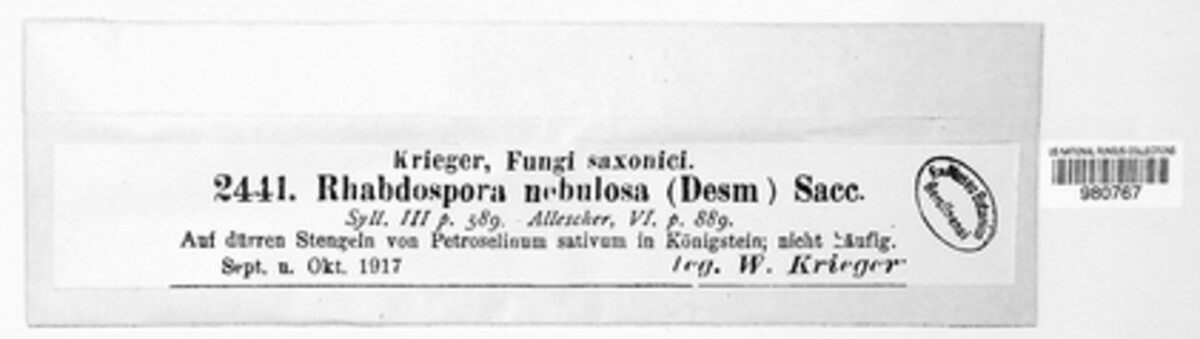 Krieger, Fungi saxonici.
2441. Rhabdospora nebulosa (Desm) Sacc.
Syll. III p. 589. Allescher, VI. p. 889.
Auf dürren Stengeln von Petroselinum sativum in Königstein; nicht häufig.
Sept. u. Okt. 1917
leg. W. Krieger
US NATIONAL FUNGUS COLLECTIONS
980767